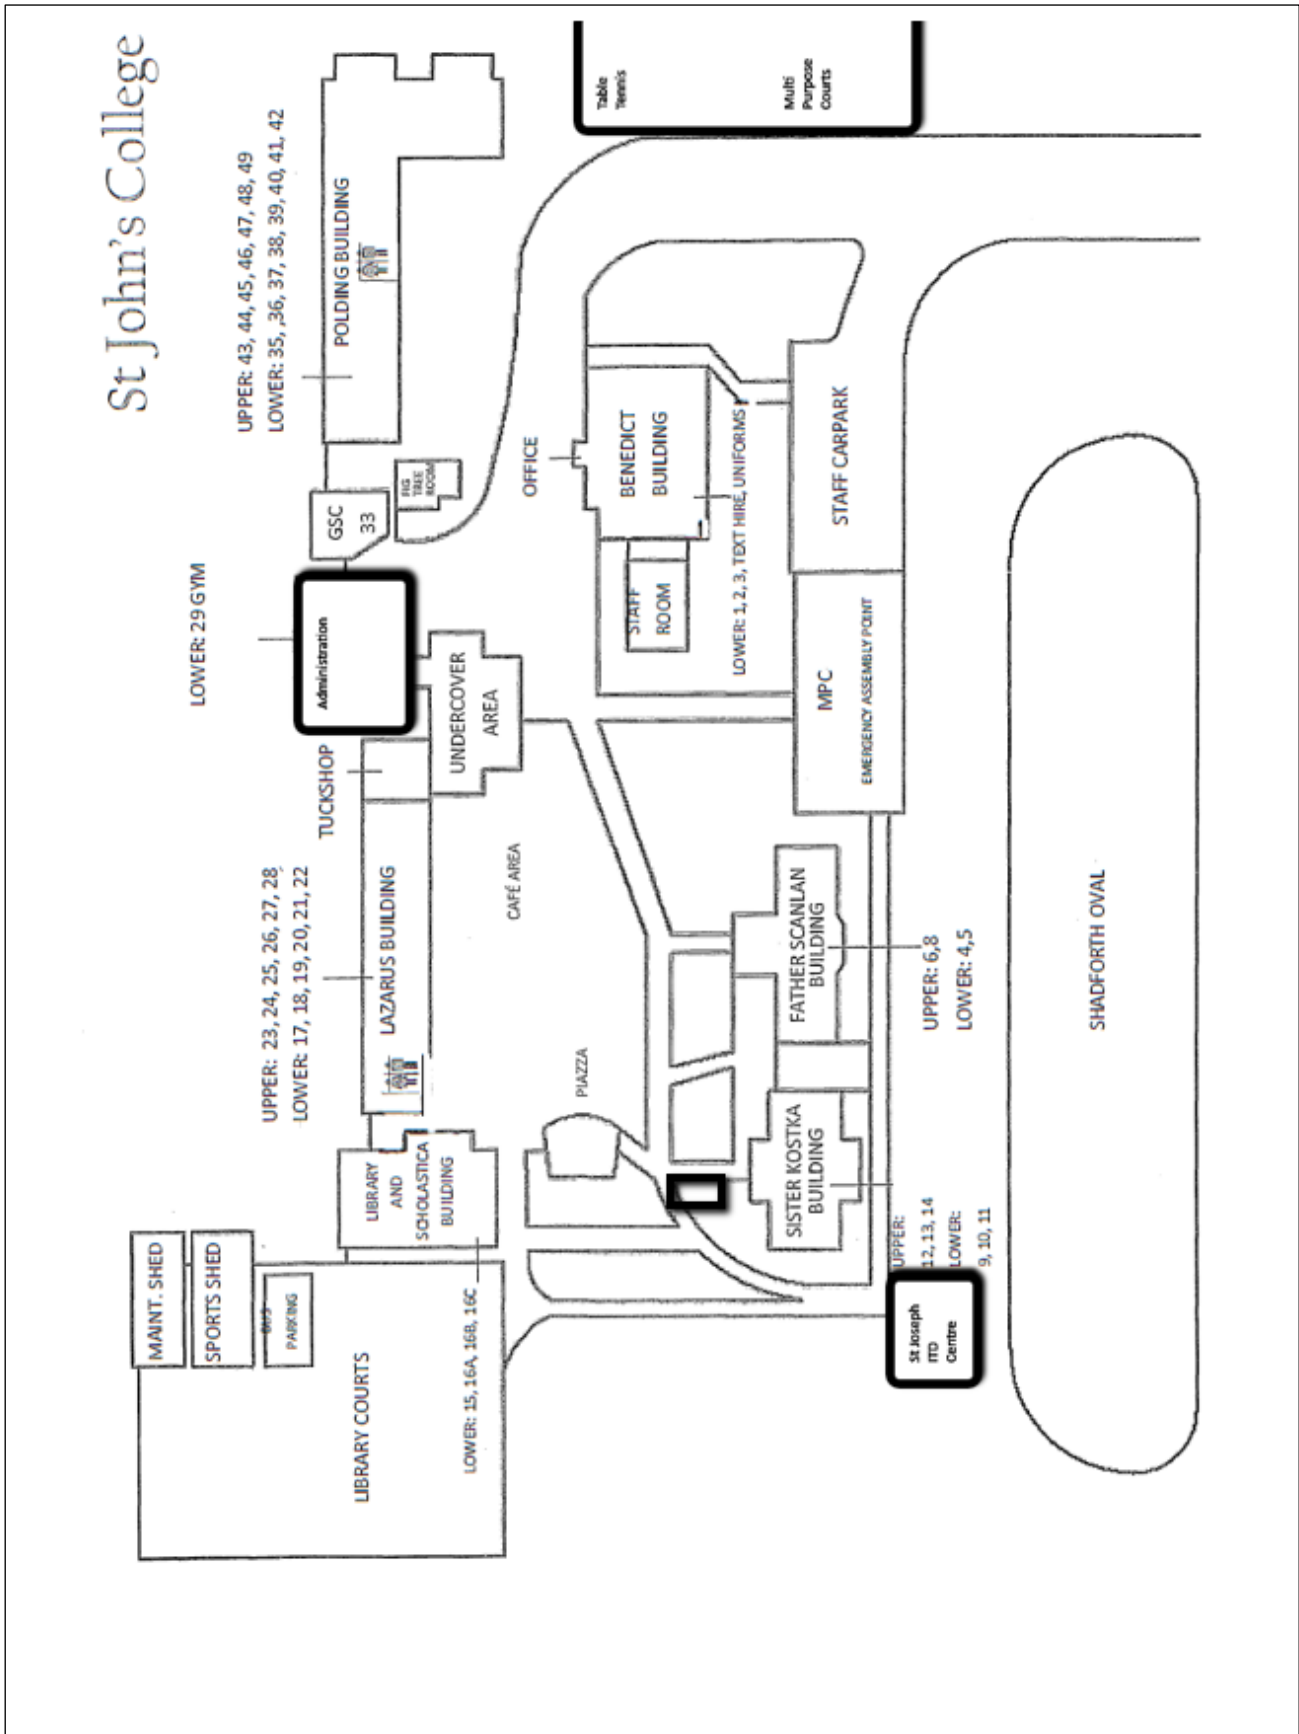 St John's College
MAINT. SHED
SPORTS SHED
BUS
PARKING
LIBRARY COURTS
LOWER: 15, 16A, 16B, 16C
LIBRARY
AND
SCHOLASTICA
BUILDING
UPPER: 23, 24, 25, 26, 27, 28
LOWER: 17, 18, 19, 20, 21, 22
LAZARUS BUILDING
TUCKSHOP
LOWER: 29 GYM
Administration
UNDERCOVER
AREA
GSC
33
FIG
TREE
ROOM
UPPER: 43, 44, 45, 46, 47, 48, 49
LOWER: 35, ,36, 37, 38, 39, 40, 41, 42
POLDING BUILDING
CAFÉ AREA
PIAZZA
OFFICE
BENEDICT
BUILDING
STAFF
ROOM
LOWER: 1, 2, 3, TEXT HIRE, UNIFORMS
Table
Tennis
Multi
Purpose
Courts
SISTER KOSTKA
BUILDING
FATHER SCANLAN
BUILDING
MPC
EMERGENCY ASSEMBLY POINT
STAFF CARPARK
UPPER:
12, 13, 14
LOWER:
9, 10, 11
UPPER: 6,8
LOWER: 4,5
St Joseph
ITD
Centre
SHADFORTH OVAL